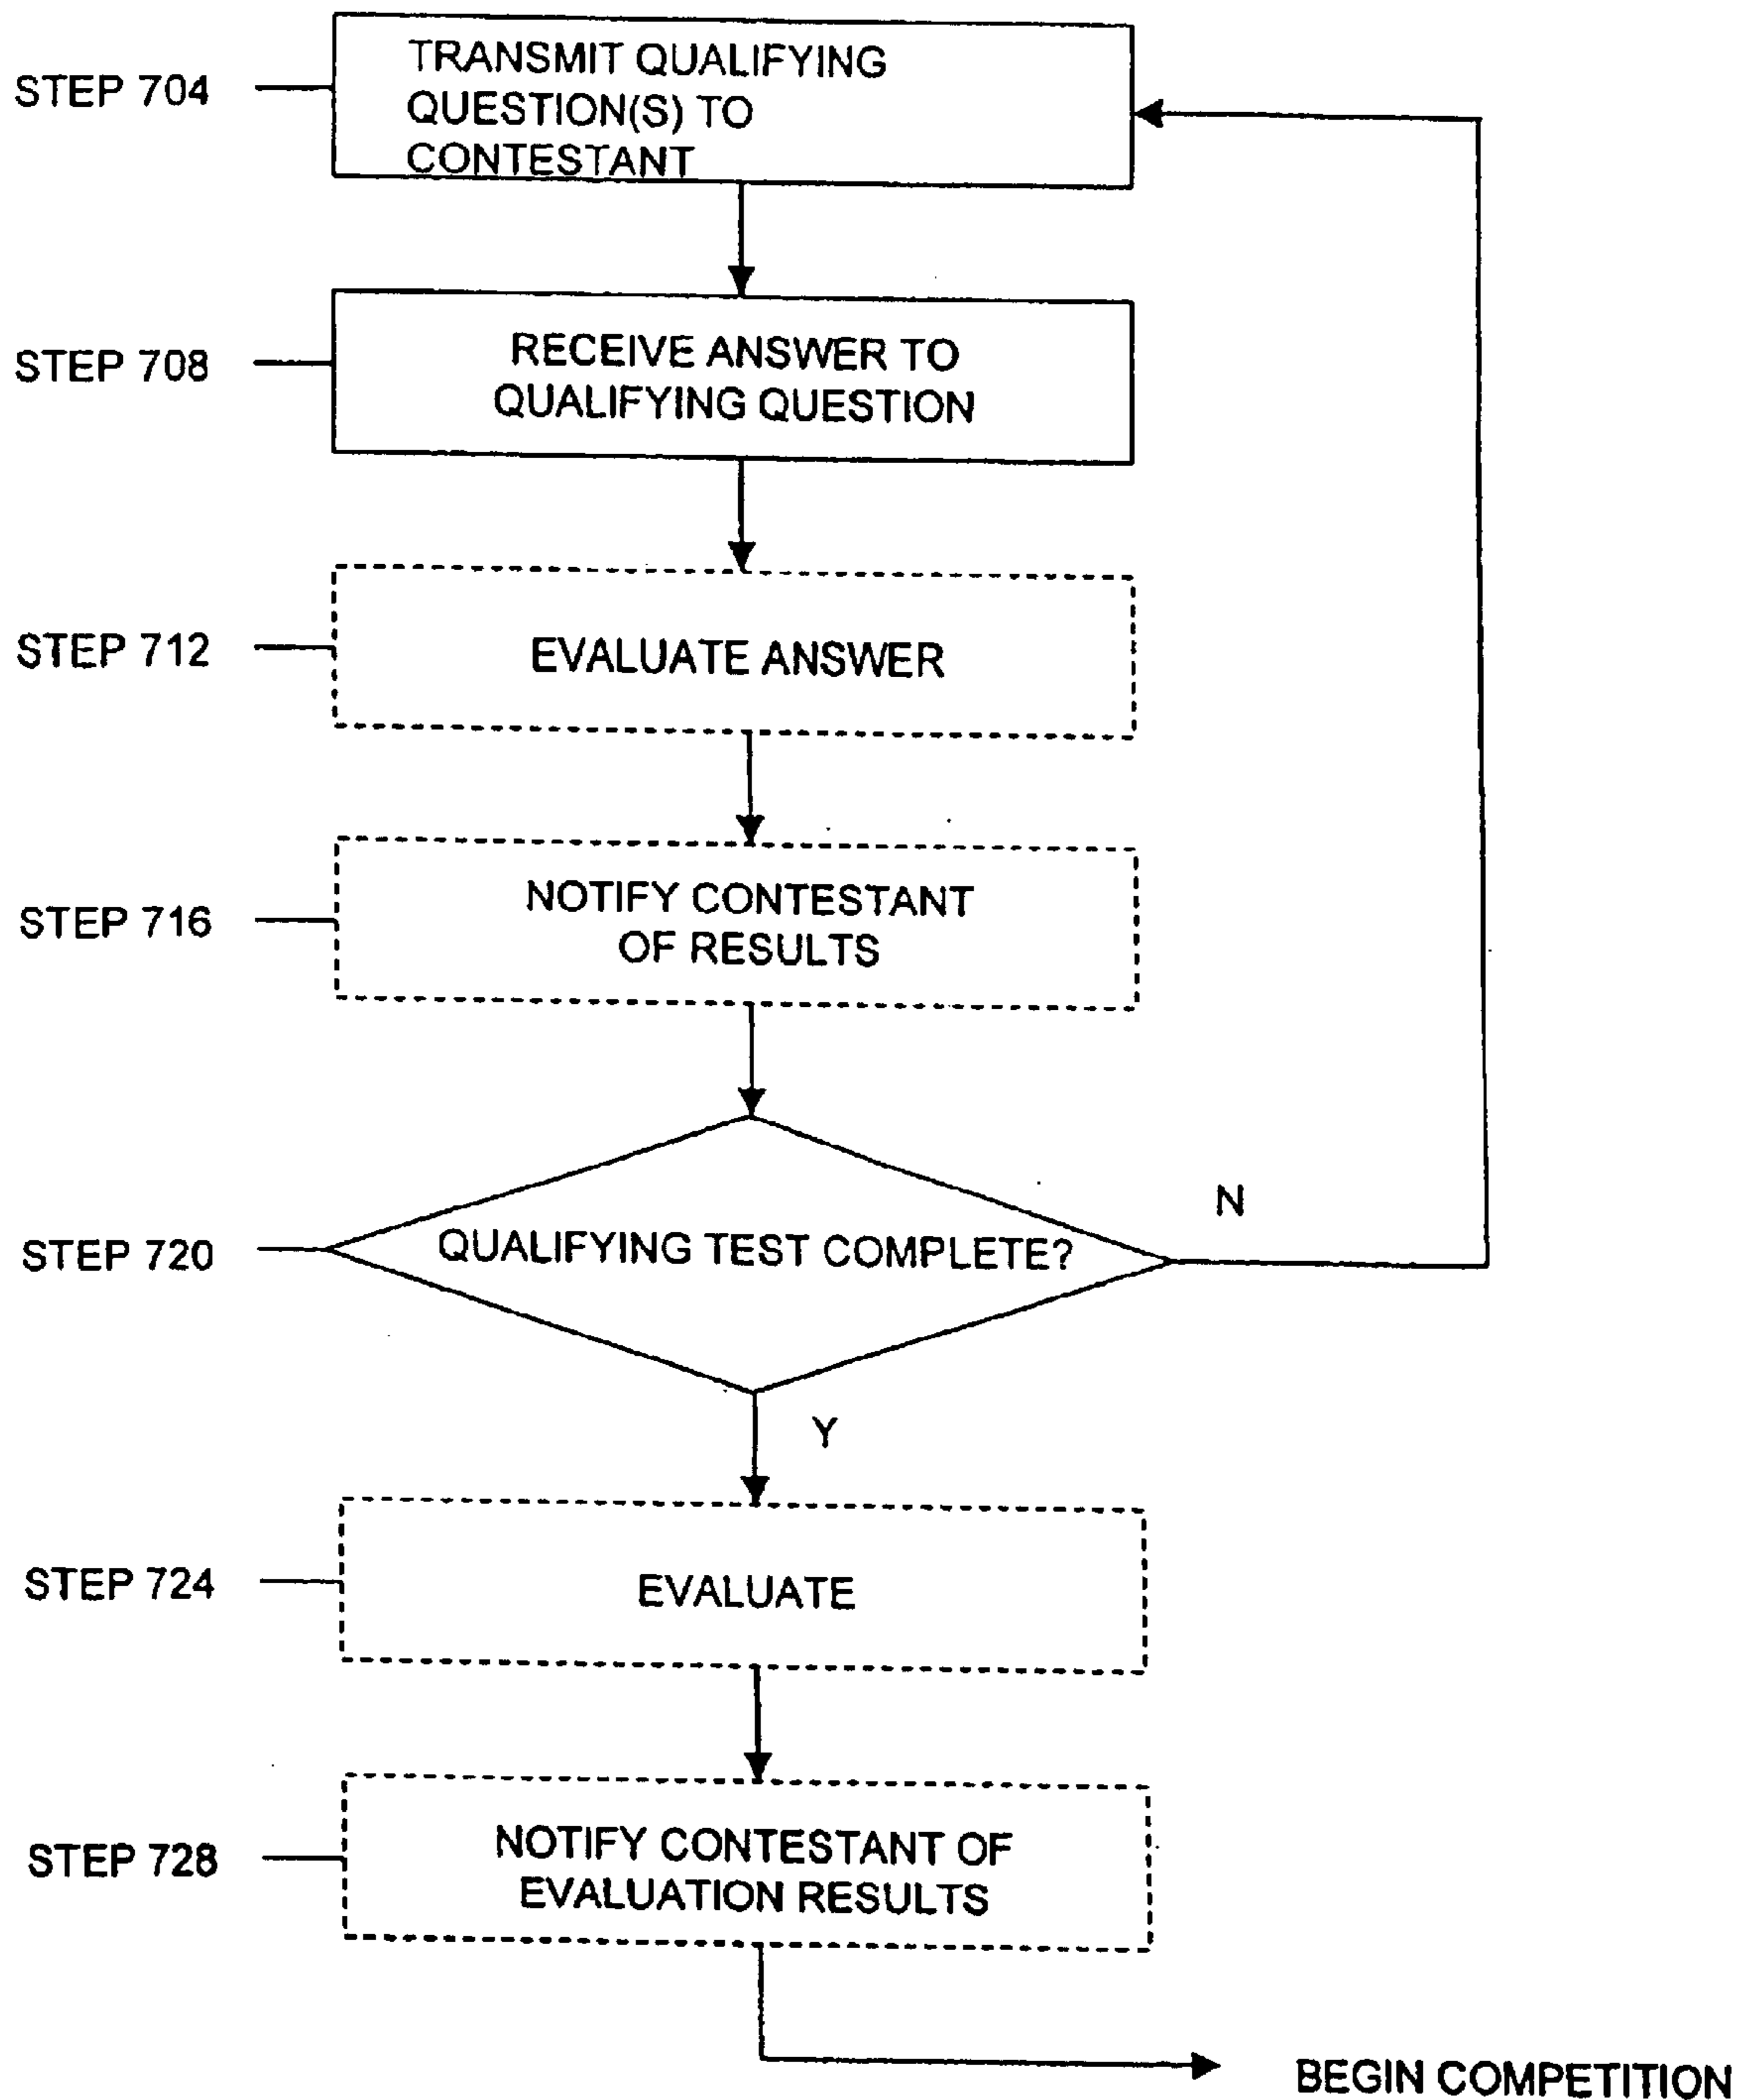 STEP 704
TRANSMIT QUALIFYING
QUESTION(S) TO
CONTESTANT
STEP 708
RECEIVE ANSWER TO
QUALIFYING QUESTION
STEP 712
EVALUATE ANSWER
STEP 716
NOTIFY CONTESTANT
OF RESULTS
STEP 720
QUALIFYING TEST COMPLETE?
N
Y
STEP 724
EVALUATE
STEP 728
NOTIFY CONTESTANT OF
EVALUATION RESULTS
BEGIN COMPETITION